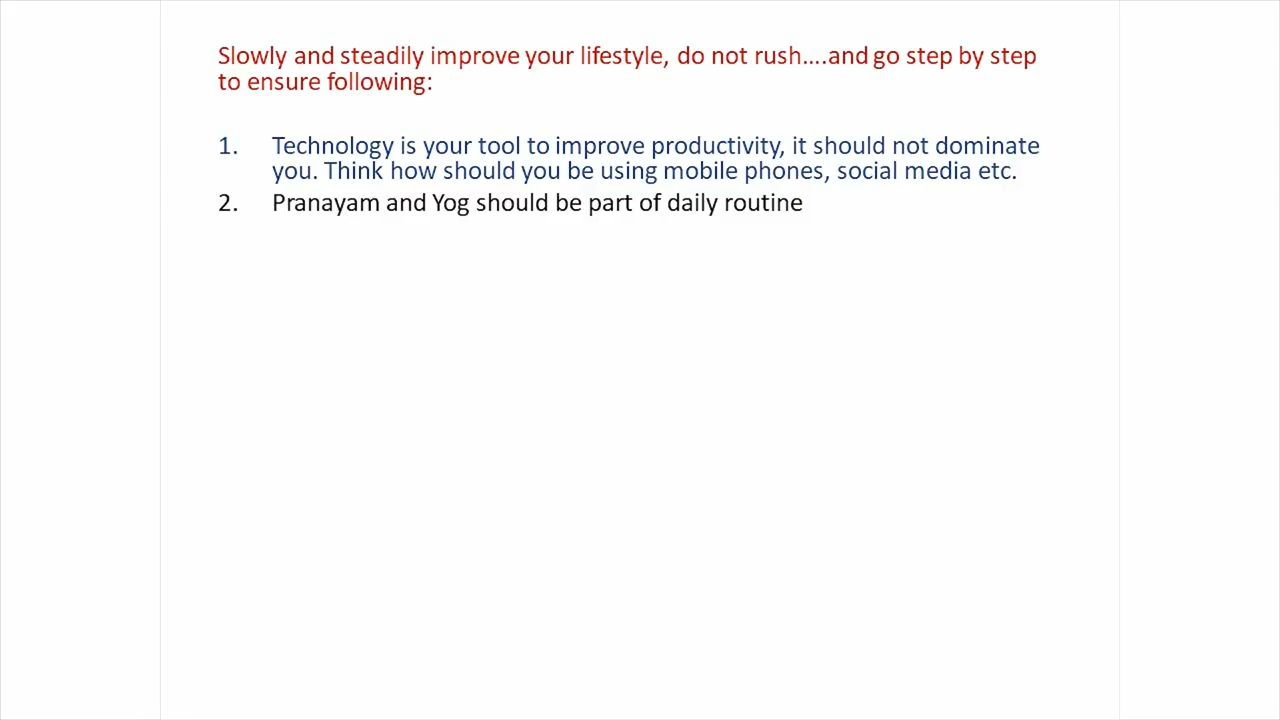 Slowly and steadily improve your lifestyle, do not rush....and go step by step
to ensure following:
1. Technology is your tool to improve productivity, it should not dominate
you. Think how should you be using mobile phones, social media etc.
2. Pranayam and Yog should be part of daily routine